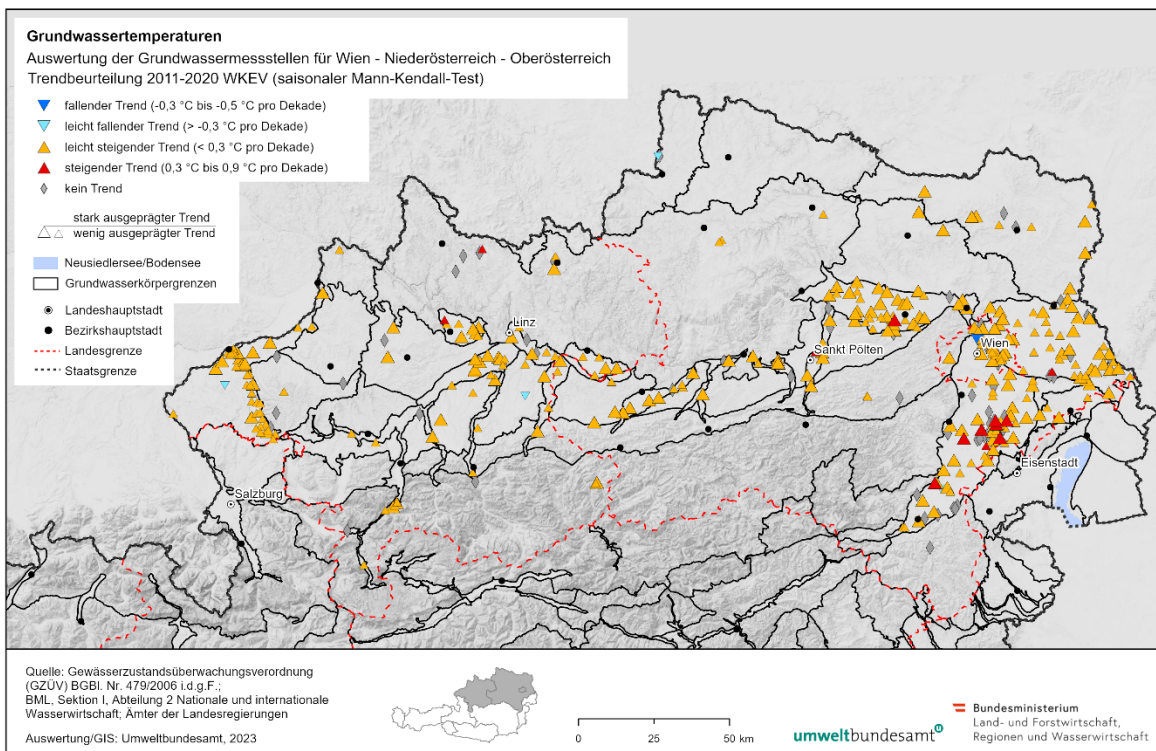 Grundwassertemperaturen
Auswertung der Grundwassermessstellen für Wien - Niederösterreich - Oberösterreich
Trendbeurteilung 2011-2020 WKEV (saisonaler Mann-Kendall-Test)
fallender Trend (-0,3 °C bis -0,5 °C pro Dekade)
leicht fallender Trend (> -0,3 °C pro Dekade)
leicht steigender Trend (< 0,3 °C pro Dekade)
steigender Trend (0,3 °C bis 0,9 °C pro Dekade)
kein Trend
stark ausgeprägter Trend
wenig ausgeprägter Trend
Neusiedlersee/Bodensee
Grundwasserkörpergrenzen
Landeshauptstadt
Bezirkshauptstadt
Landesgrenze
Staatsgrenze
Linz
Wien
Sankt Pölten
Eisenstadt
Salzburg
Quelle: Gewässerzustandsüberwachungsverordnung
(GZÜV) BGBl. Nr. 479/2006 i.d.g.F.;
BML, Sektion I, Abteilung 2 Nationale und internationale
Wasserwirtschaft; Ämter der Landesregierungen
Auswertung/GIS: Umweltbundesamt, 2023
0 25 50 km
umweltbundesamt u
Bundesministerium
Land- und Forstwirtschaft,
Regionen und Wasserwirtschaft